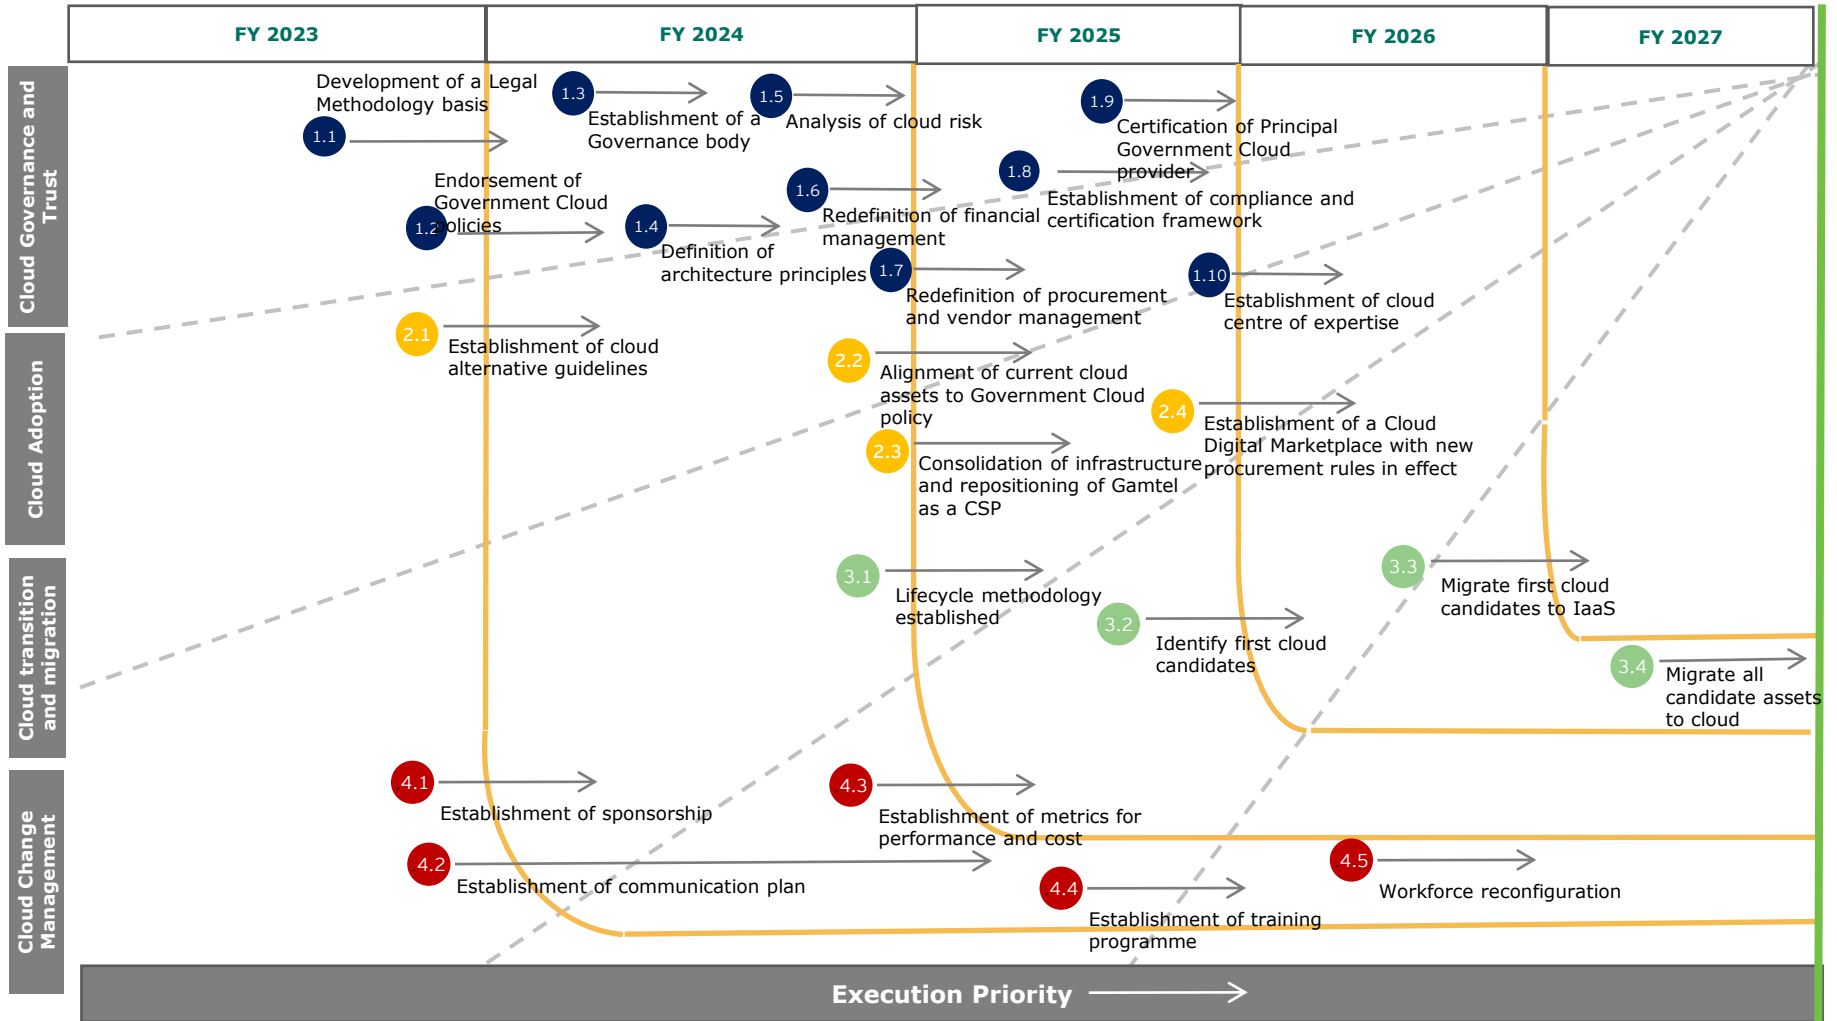 FY 2023
FY 2024
FY 2025
FY 2026
FY 2027
Cloud Governance and
Trust
Development of a Legal
Methodology basis
1.1
1.3
Establishment of a
Governance body
1.5
Analysis of cloud risk
1.9
Certification of Principal
Government Cloud
provider
Endorsement of
Government Cloud
policies
1.2
1.4
Definition of
architecture principles
1.6
Redefinition of financial
management
1.8
Establishment of compliance and
certification framework
1.7
Redefinition of procurement
and vendor management
1.10
Establishment of cloud
centre of expertise
Cloud Adoption
2.1
Establishment of cloud
alternative guidelines
2.2
Alignment of current cloud
assets to Government Cloud
policy
2.3
Consolidation of infrastructure
and repositioning of Gamtel
as a CSP
2.4
Establishment of a Cloud
Digital Marketplace with new
procurement rules in effect
Cloud transition
and migration
3.1
Lifecycle methodology
established
3.2
Identify first cloud
candidates
3.3
Migrate first cloud
candidates to IaaS
3.4
Migrate all
candidate assets
to cloud
Cloud Change
Management
.4.1
Establishment of sponsorship
.4.3
Establishment of metrics for
performance and cost
.4.2
Establishment of communication plan
.4.4
Establishment of training
programme
.4.5
Workforce reconfiguration
Execution Priority